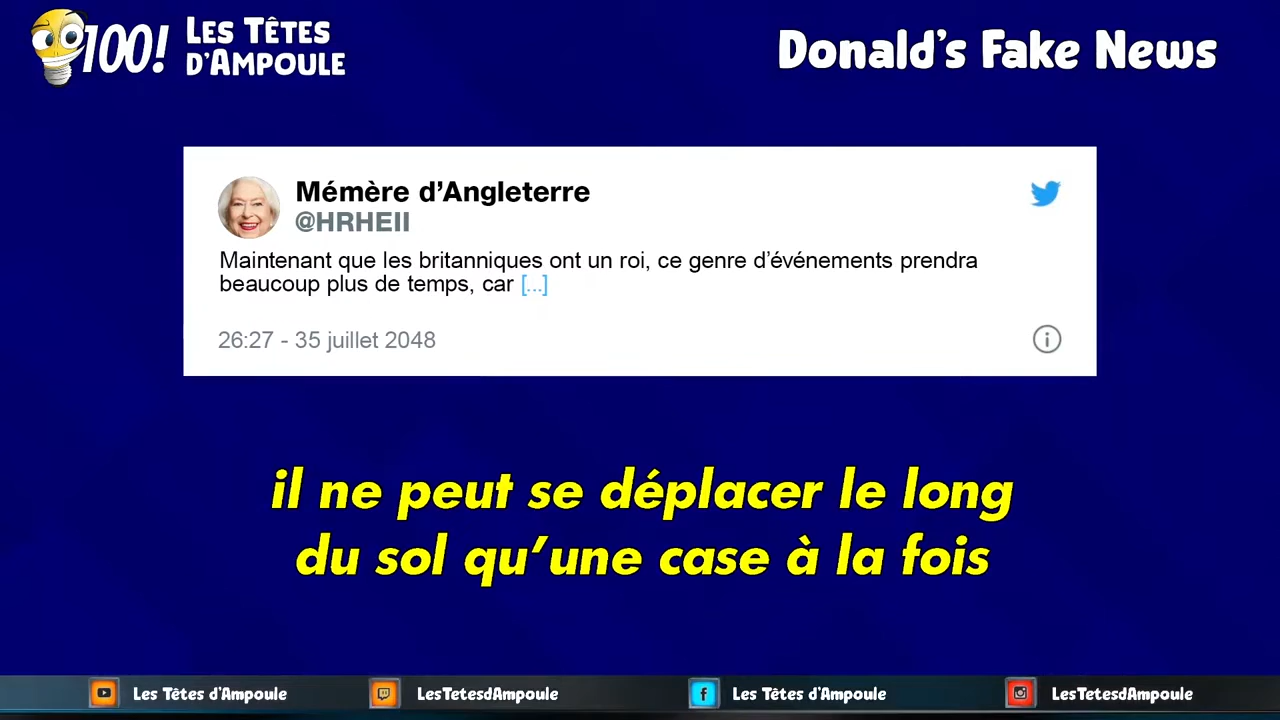 100!
Les Têtes
d'Ampoule
Donald's Fake News
Mémère d'Angleterre
@HRHEII
Maintenant que les britanniques ont un roi, ce genre d'événements prendra
beaucoup plus de temps, car [...]
26:27 - 35 juillet 2048
il ne peut se déplacer le long
du sol qu'une case à la fois
Les Têtes d'Ampoule
LesTetesdAmpoule
Les Têtes d'Ampoule
LesTetesdAmpoule